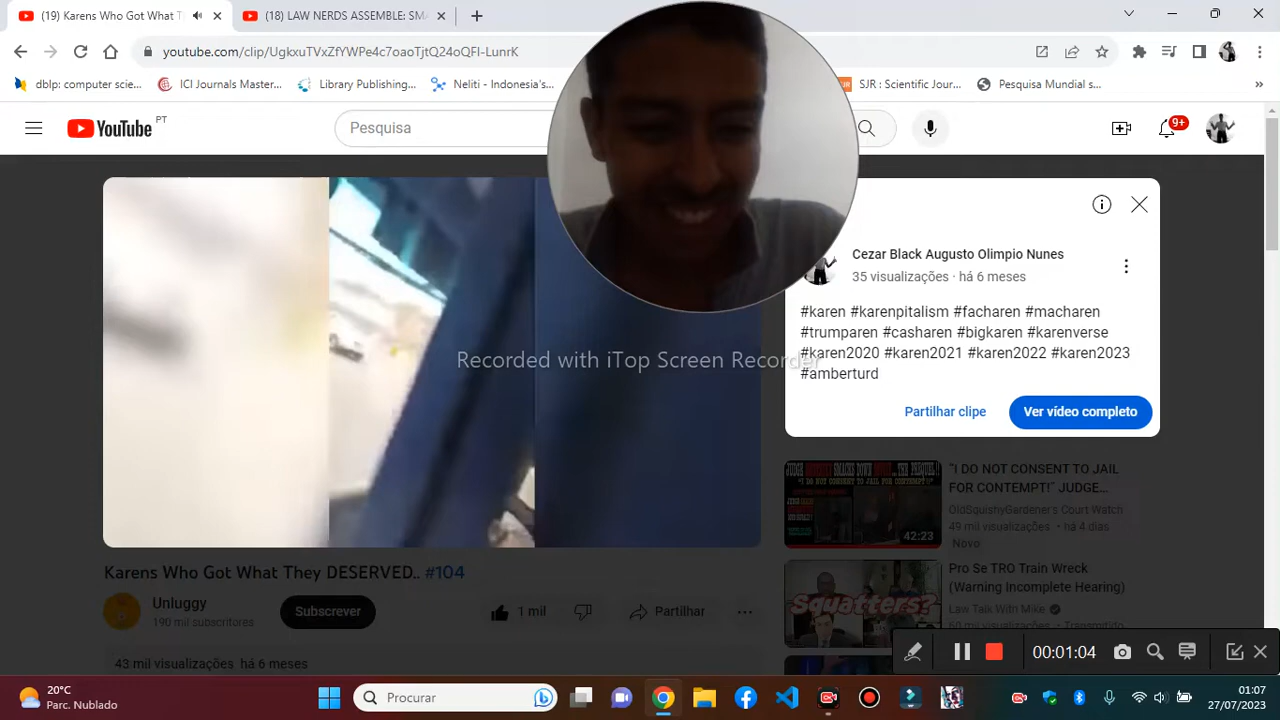 (19) Karens Who Got What T
(18) LAW NERDS ASSEMBLE: SMA
youtube.com/clip/UgkxuTVxZfYWPe4c7oaoTjtQ24oQFI-LunrK
dblp: computer scie...
ICI Journals Master...
Library Publishing...
Neliti - Indonesia's...
SJR : Scientific Jour...
Pesquisa Mundial s...
YouTube PT
Pesquisa
9+
Cezar Black Augusto Olimpio Nunes
35 visualizações · há 6 meses
#karen #karenpitalism #facharen #macharen
#trumparen #casharen #bigkaren #karenverse
#karen2020 #karen2021 #karen2022 #karen2023
#amberturd
Partilhar clipe
Ver vídeo completo
Recorded with iTop Screen Recorder
"I DO NOT CONSENT TO JAIL
FOR CONTEMPT!" JUDGE...
OldSquishyGardener's Court Watch
49 mil visualizações · há 4 dias
Novo
42:23
Pro Se TRO Train Wreck
(Warning Incomplete Hearing)
Law Talk With Mike
Squatters?
Karens Who Got What They DESERVED.. #104
Unluggy
190 mil subscritores
Subscrever
1 mil
Partilhar
43 mil visualizações há 6 meses
00:01:04
20°C
Parc. Nublado
Procurar
01:07
27/07/2023